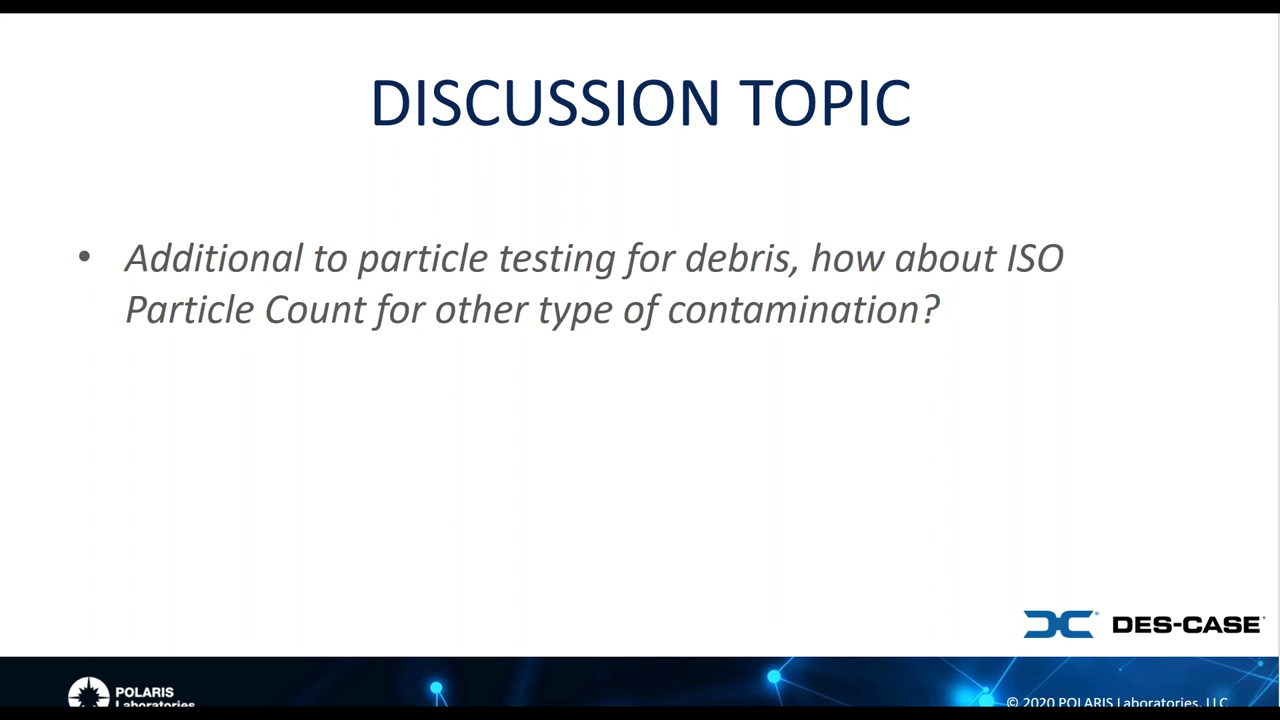 DISCUSSION TOPIC
• Additional to particle testing for debris, how about ISO
Particle Count for other type of contamination?
DES-CASE
POLARIS
Laboratories
© 2020 POLARIS Laboratories, LLC